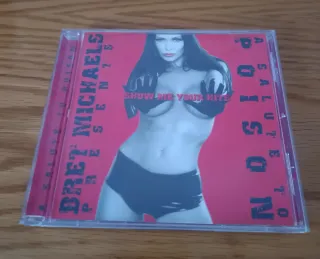 BRET MICHAELS
PRESENTS
SHOW ME YOUR HITS
A SALUTE TO
POISON